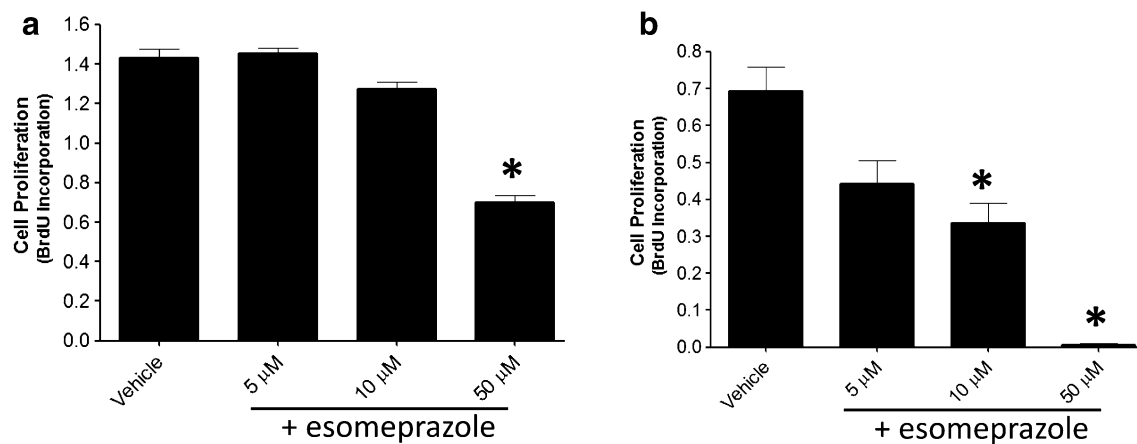 a
1.6
1.4
1.2
1.0
0.8
0.6
0.4
0.2
0.0
Cell Proliferation
(BrdU Incorporation)
*
Vehicle
5 µM
10 µM
50 µM
+ esomeprazole
b
0.8
0.7
0.6
0.5
0.4
0.3
0.2
0.1
0.0
Cell Proliferation
(BrdU Incorporation)
*
*
Vehicle
5 µM
10 µM
50 µM
+ esomeprazole